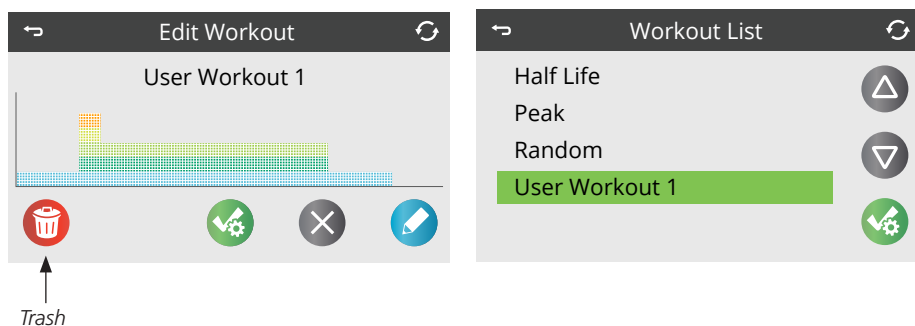 Edit Workout
User Workout 1
Trash
Workout List
Half Life
Peak
Random
User Workout 1